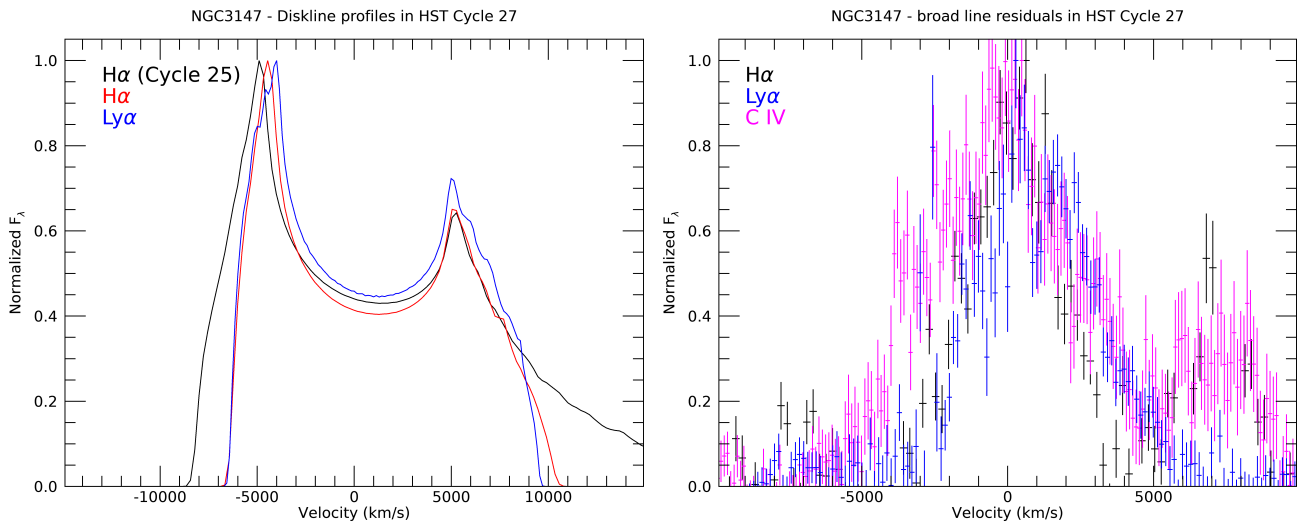 NGC3147 - Diskline profiles in HST Cycle 27
Hα (Cycle 25)
Hα
Lyα
1.0
0.8
0.6
0.4
0.2
0.0
Normalized Fλ
-10000 -5000 0 5000 10000
Velocity (km/s)
NGC3147 - broad line residuals in HST Cycle 27
Hα
Lyα
C IV
1.0
0.8
0.6
0.4
0.2
0.0
Normalized Fλ
-5000 0 5000
Velocity (km/s)